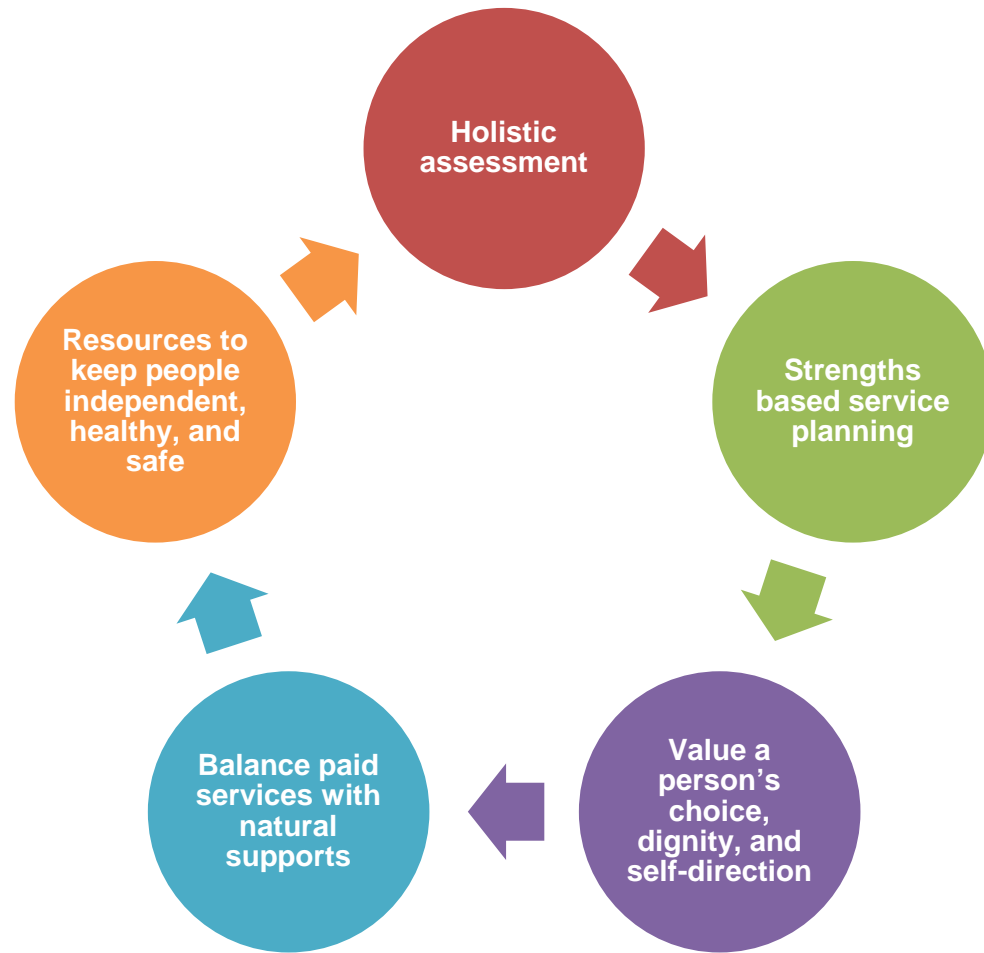 Holistic
assessment
Strengths
based service
planning
Value a
person’s
choice,
dignity, and
self-direction
Balance paid
services with
natural
supports
Resources to
keep people
independent,
healthy, and
safe